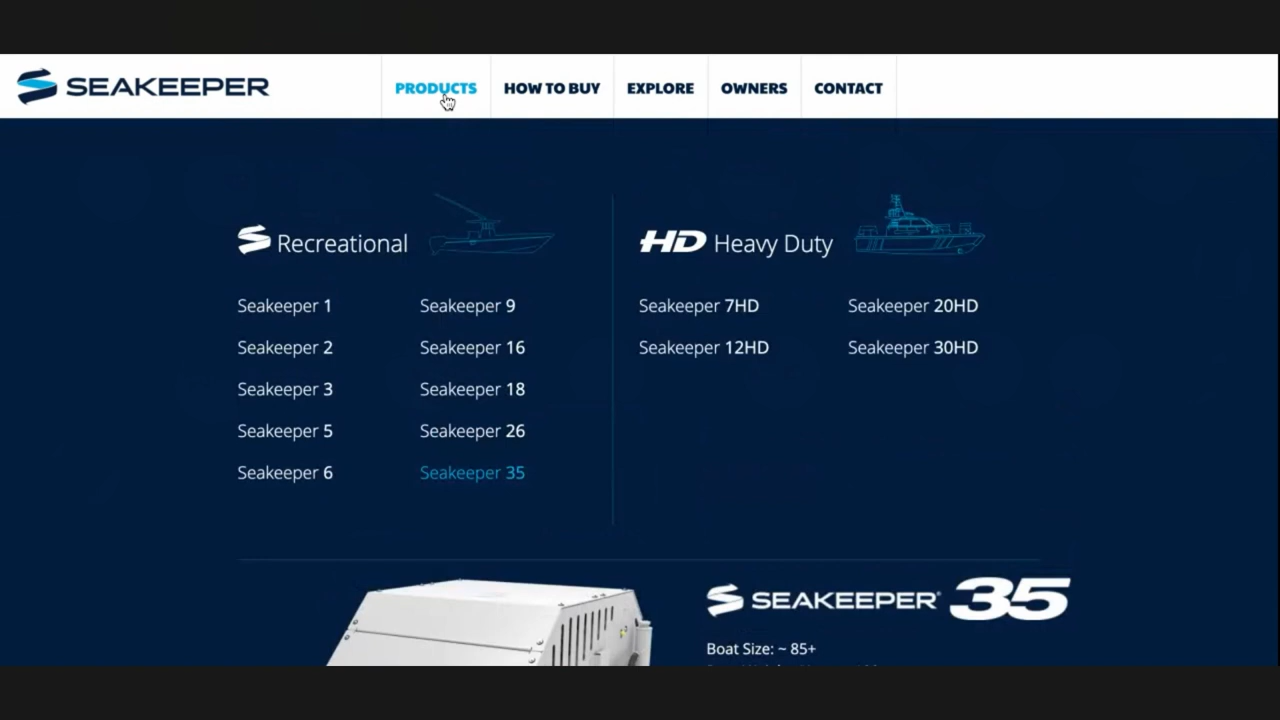 SEAKEEPER
PRODUCTS
HOW TO BUY
EXPLORE
OWNERS
CONTACT
Recreational
Seakeeper 1
Seakeeper 2
Seakeeper 3
Seakeeper 5
Seakeeper 6
Seakeeper 9
Seakeeper 16
Seakeeper 18
Seakeeper 26
Seakeeper 35
HD Heavy Duty
Seakeeper 7HD
Seakeeper 12HD
Seakeeper 20HD
Seakeeper 30HD
SEAKEEPER® 35
Boat Size: ~ 85+